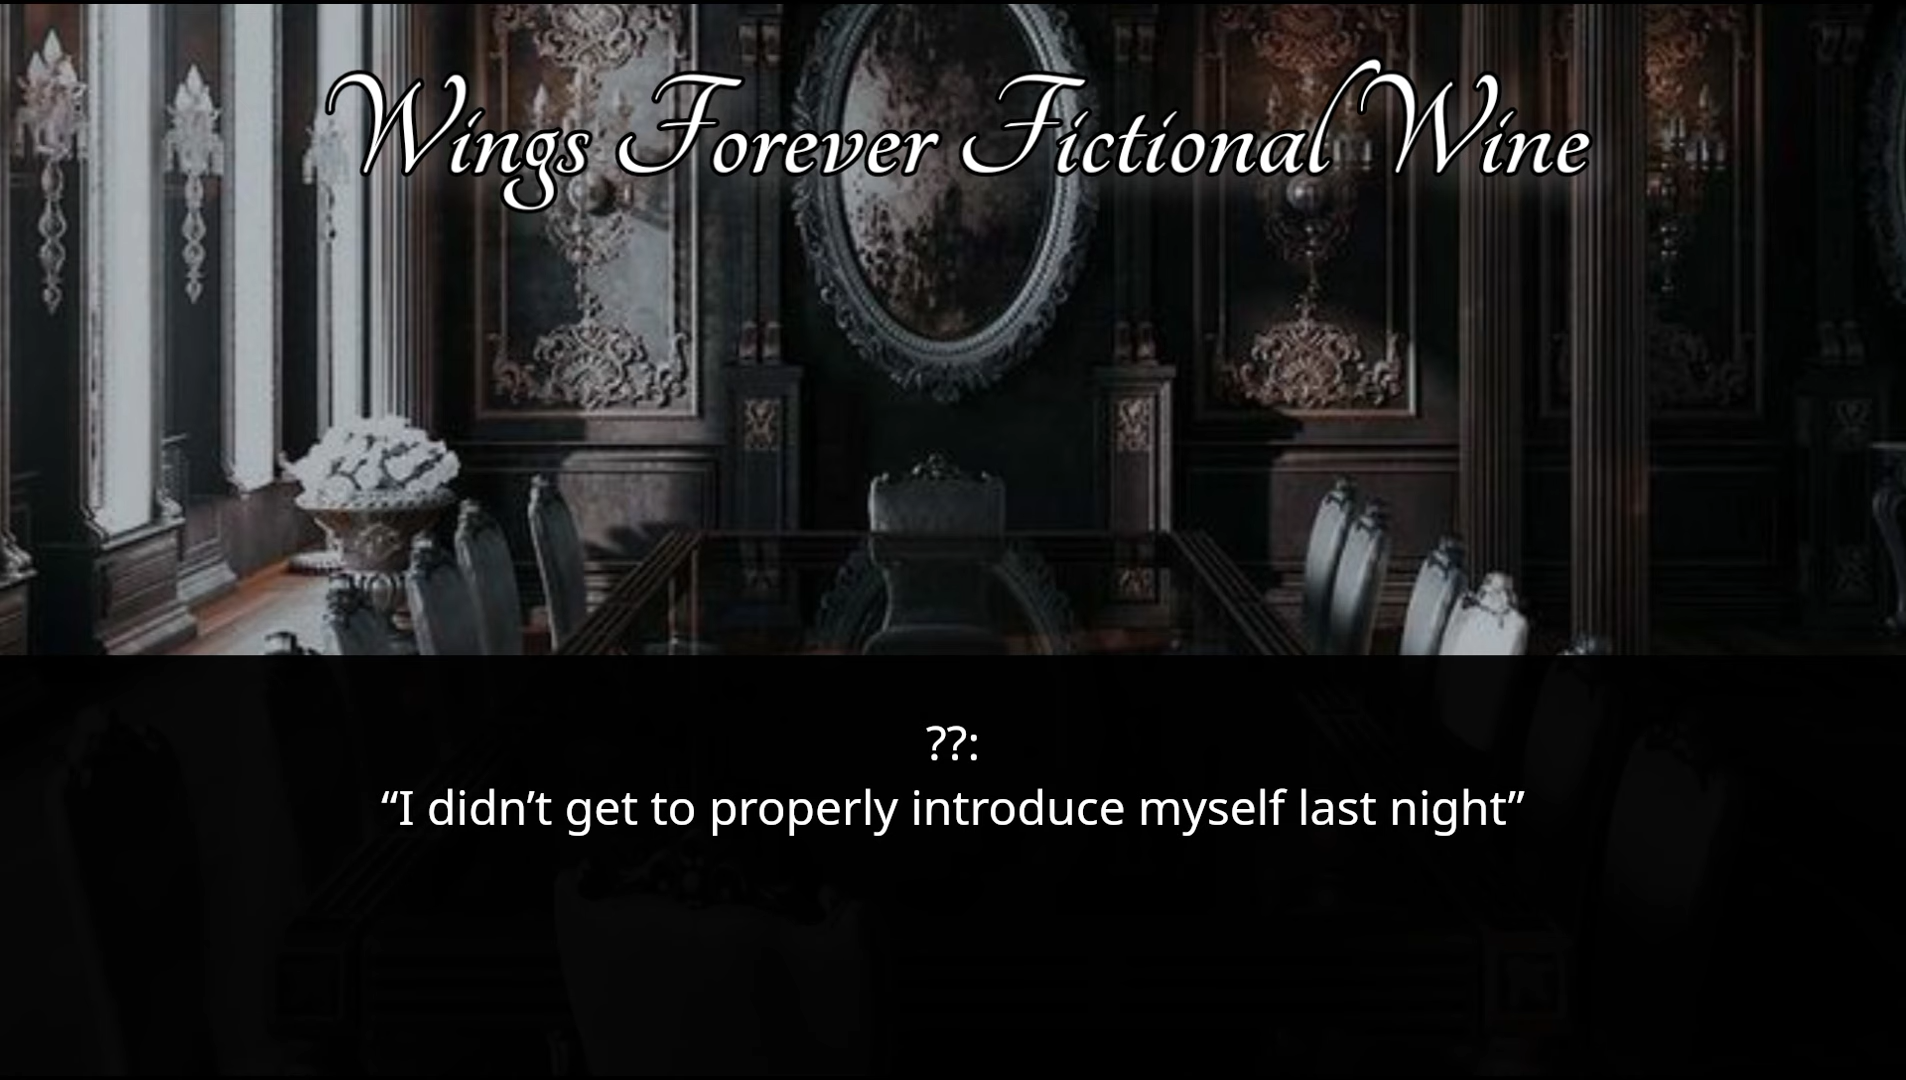 Wings Forever Fictional Wine
??:
“I didn’t get to properly introduce myself last night”